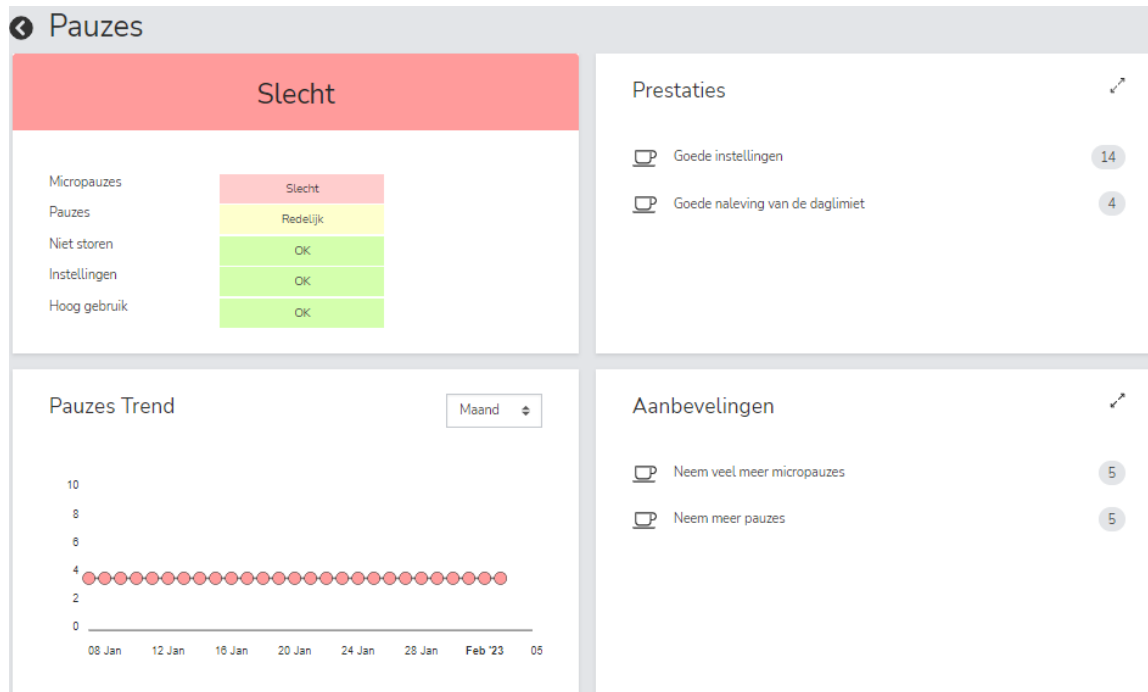 Pauzes
Slecht
Micropauzes Slecht
Pauzes Redelijk
Niet storen OK
Instellingen OK
Hoog gebruik OK
Prestaties
Goede instellingen 14
Goede naleving van de daglimiet 4
Pauzes Trend Maand
10
8
6
4
2
0
08 Jan 12 Jan 16 Jan 20 Jan 24 Jan 28 Jan Feb '23 05
Aanbevelingen
Neem veel meer micropauzes 5
Neem meer pauzes 5